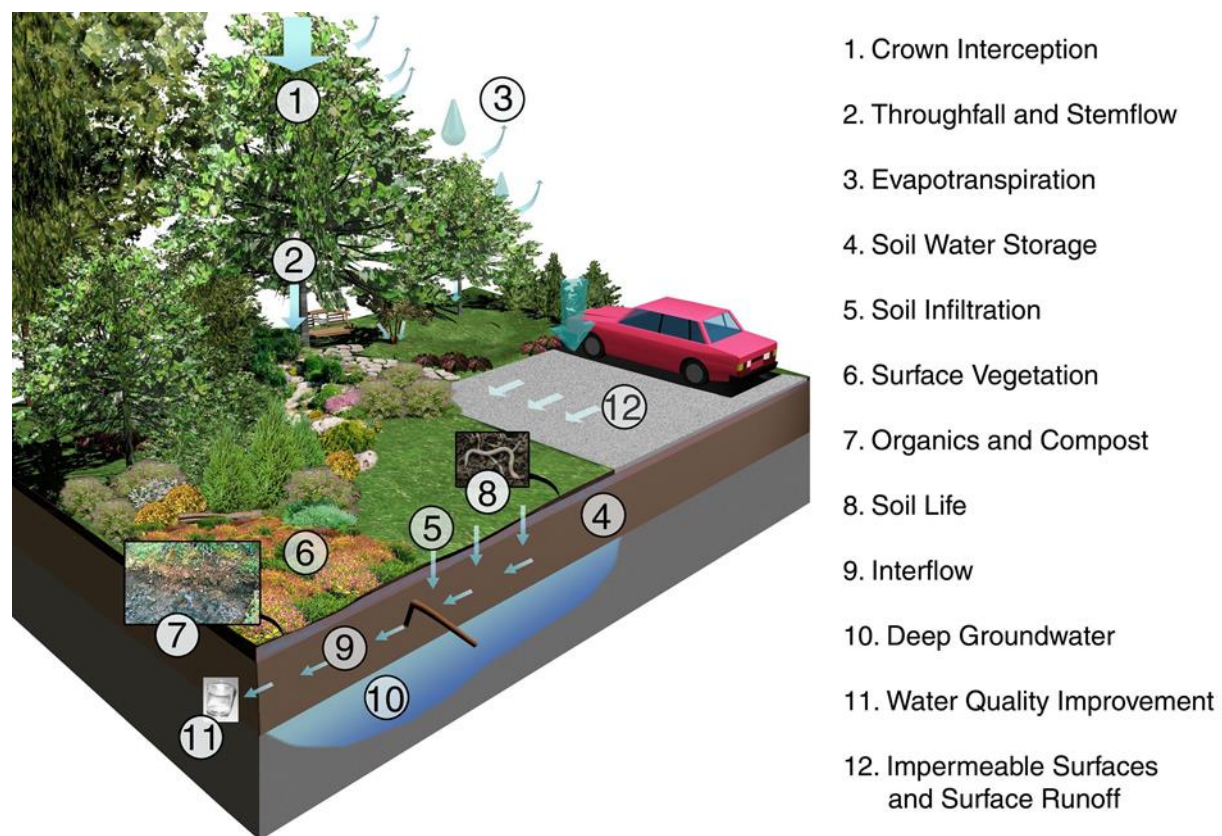 1
2
3
4
5
6
7
8
9
10
11
12
1. Crown Interception
2. Throughfall and Stemflow
3. Evapotranspiration
4. Soil Water Storage
5. Soil Infiltration
6. Surface Vegetation
7. Organics and Compost
8. Soil Life
9. Interflow
10. Deep Groundwater
11. Water Quality Improvement
12. Impermeable Surfaces
and Surface Runoff